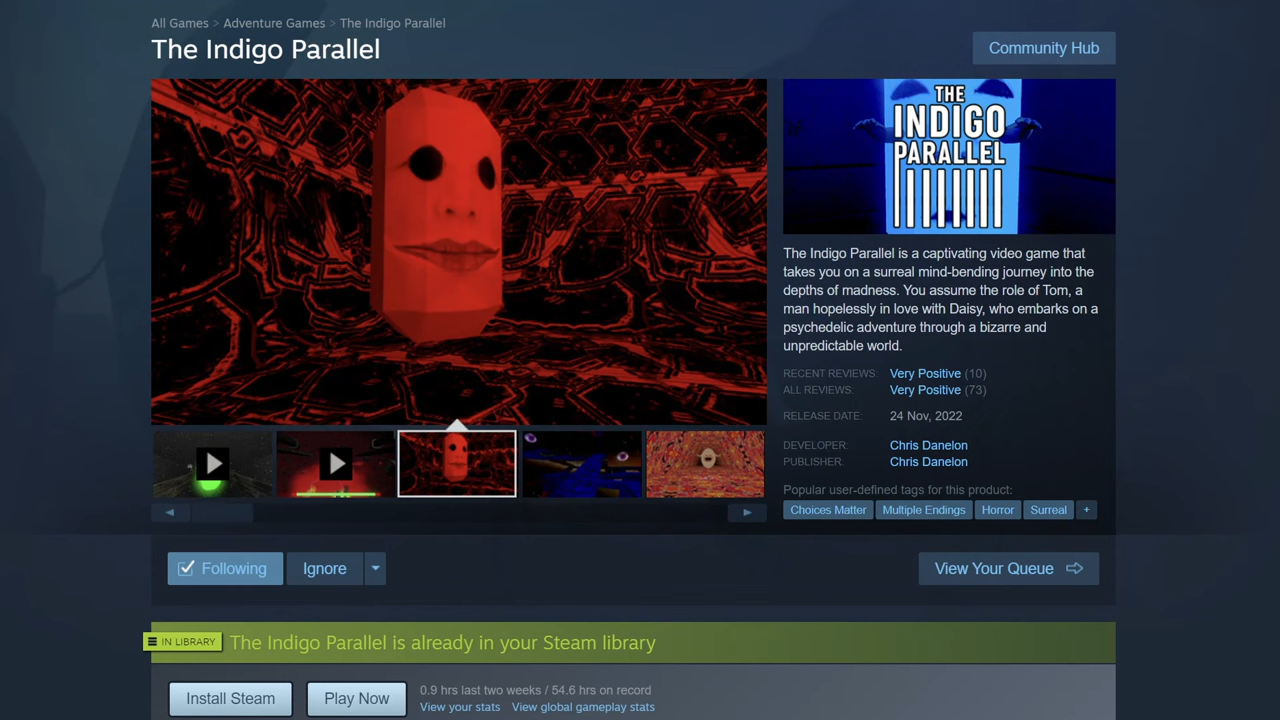 All Games > Adventure Games > The Indigo Parallel
The Indigo Parallel
Community Hub
THE
INDIGO
PARALLEL
The Indigo Parallel is a captivating video game that
takes you on a surreal mind-bending journey into the
depths of madness. You assume the role of Tom, a
man hopelessly in love with Daisy, who embarks on a
psychedelic adventure through a bizarre and
unpredictable world.
RECENT REVIEWS: Very Positive (10)
ALL REVIEWS: Very Positive (73)
RELEASE DATE: 24 Nov, 2022
DEVELOPER: Chris Danelon
PUBLISHER: Chris Danelon
Popular user-defined tags for this product:
Choices Matter Multiple Endings Horror Surreal +
Following Ignore View Your Queue
IN LIBRARY The Indigo Parallel is already in your Steam library
Install Steam Play Now
0.9 hrs last two weeks / 54.6 hrs on record
View your stats View global gameplay stats